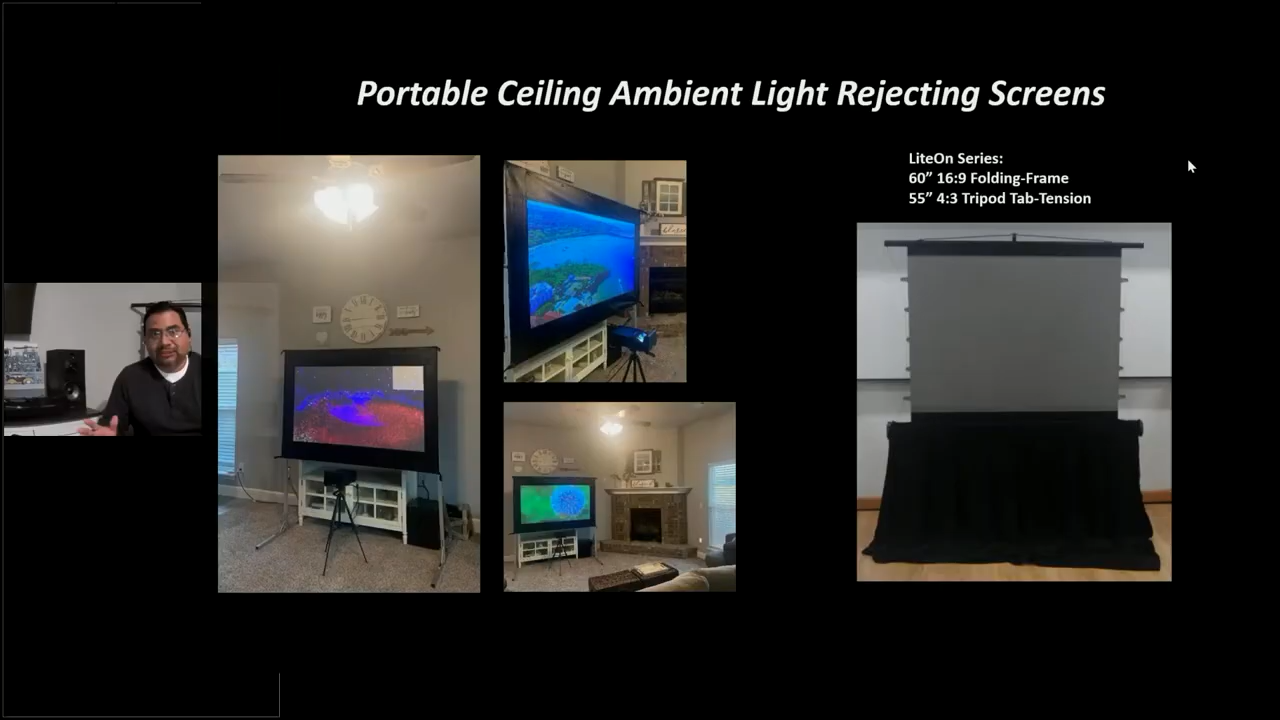 Portable Ceiling Ambient Light Rejecting Screens
LiteOn Series:
60” 16:9 Folding-Frame
55” 4:3 Tripod Tab-Tension